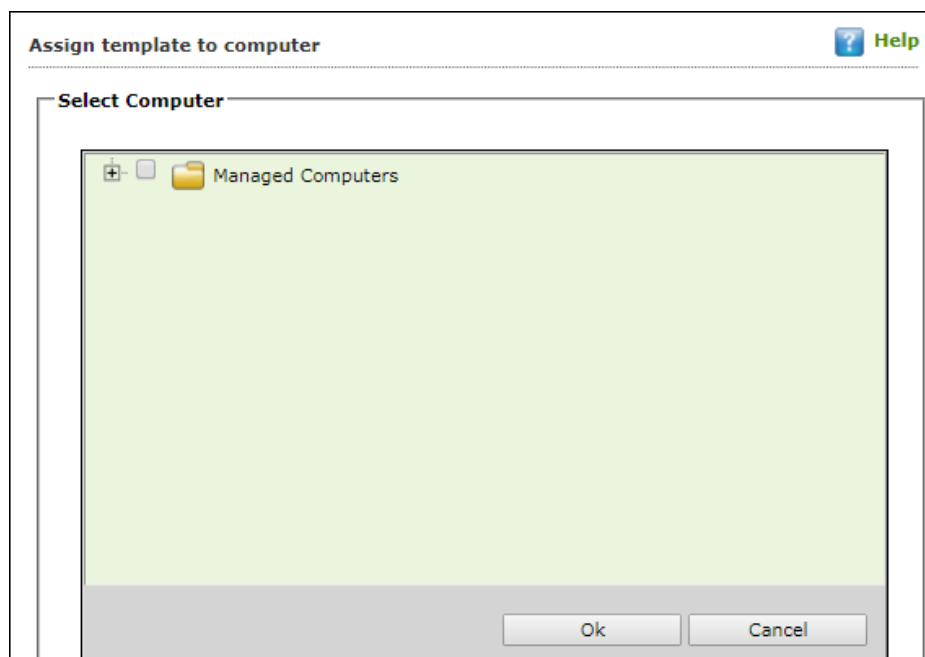 Assign template to computer
? Help
Select Computer
Managed Computers
Ok Cancel